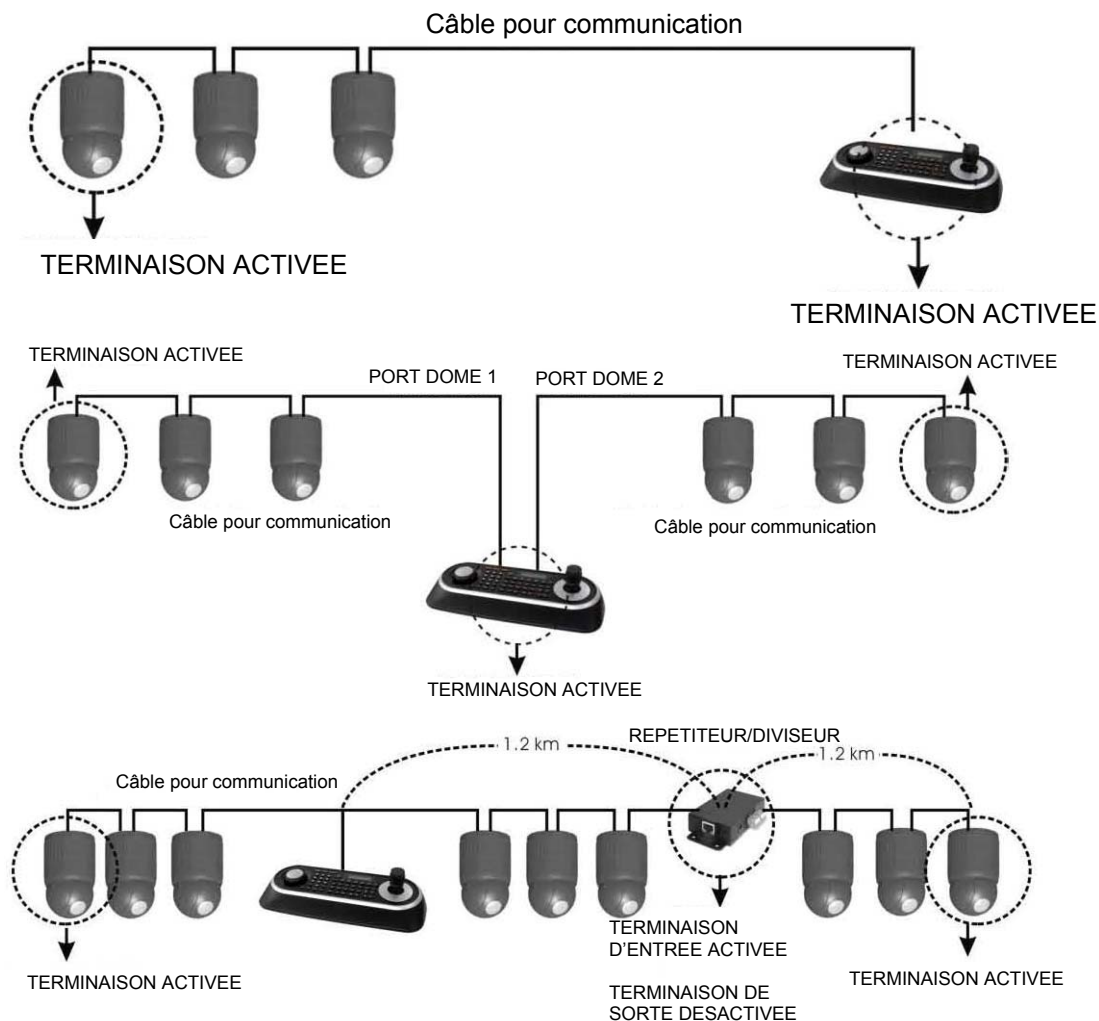 Câble pour communication
TERMINAISON ACTIVEE
TERMINAISON ACTIVEE
TERMINAISON ACTIVEE
PORT DOME 1
PORT DOME 2
TERMINAISON ACTIVEE
Câble pour communication
Câble pour communication
TERMINAISON ACTIVEE
REPETITEUR/DIVISEUR
1.2 km
1.2 km
Câble pour communication
TERMINAISON
D'ENTREE ACTIVEE
TERMINAISON ACTIVEE
TERMINAISON ACTIVEE
TERMINAISON DE
SORTE DESACTIVEE